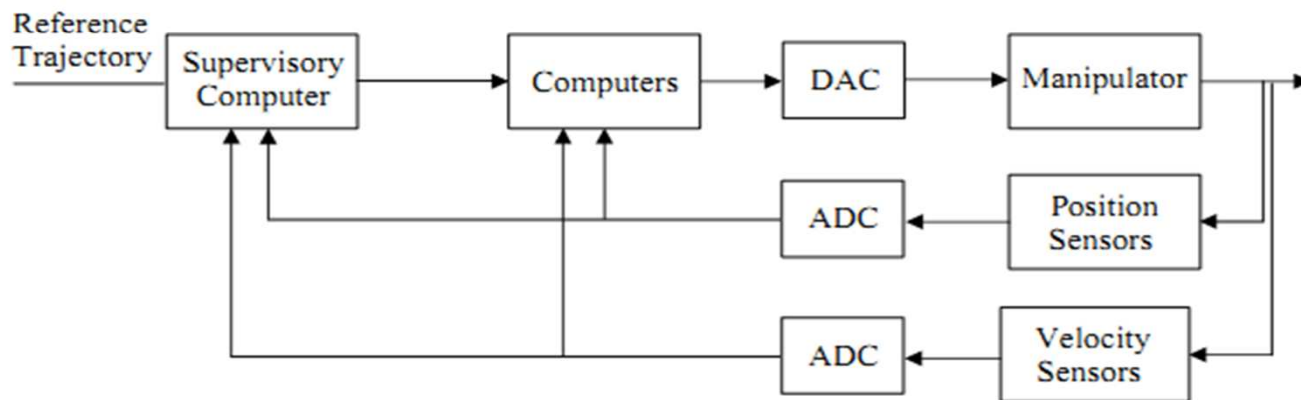 Reference
Trajectory
Supervisory
Computer
Computers
DAC
Manipulator
ADC
Position
Sensors
ADC
Velocity
Sensors